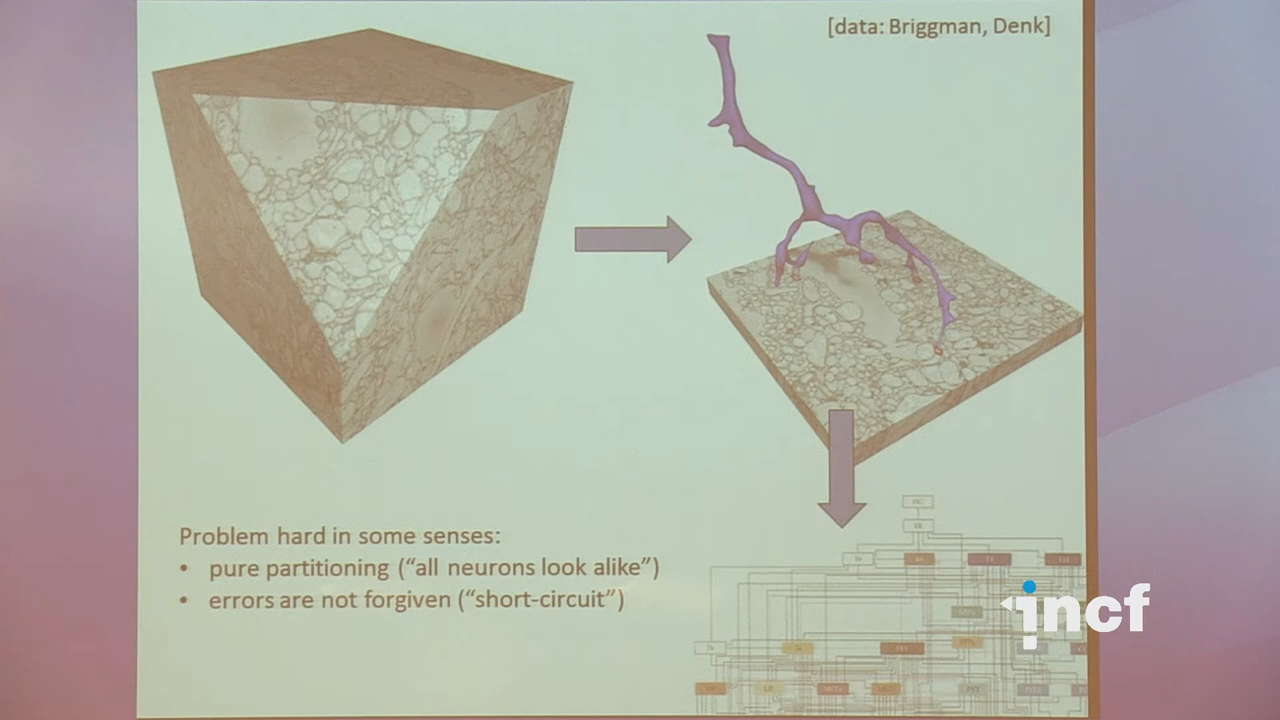 [data: Briggman, Denk]
Problem hard in some senses:
• pure partitioning (“all neurons look alike”)
• errors are not forgiven (“short-circuit”)
incf